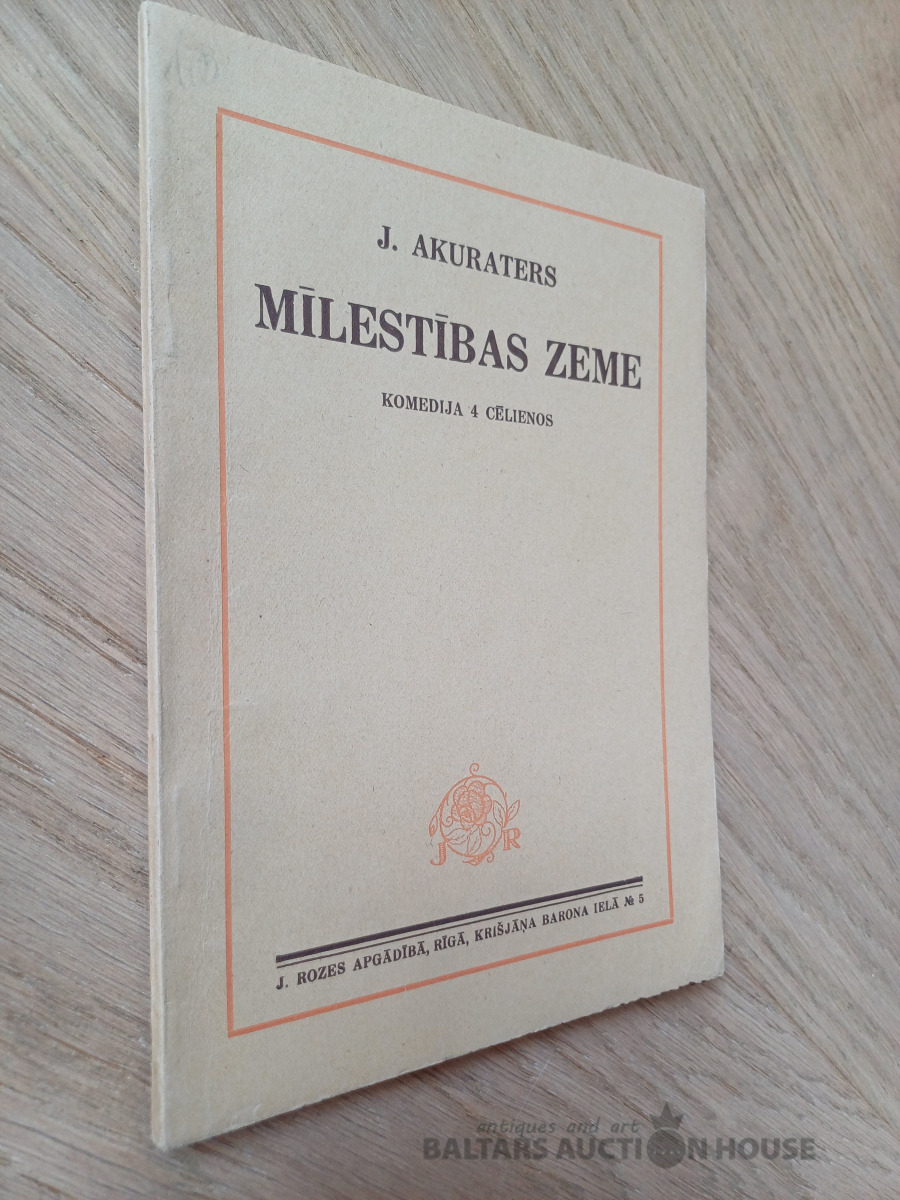 J. AKURATERS
MĪLESTĪBAS ZEME
KOMEDIJA 4 CĒLIENOS
J R
J. ROZES APGĀDĪBĀ, RĪGĀ, KRIŠJĀŅA BARONA IELĀ № 5
antiques and art
BALTARS AUCTION HOUSE